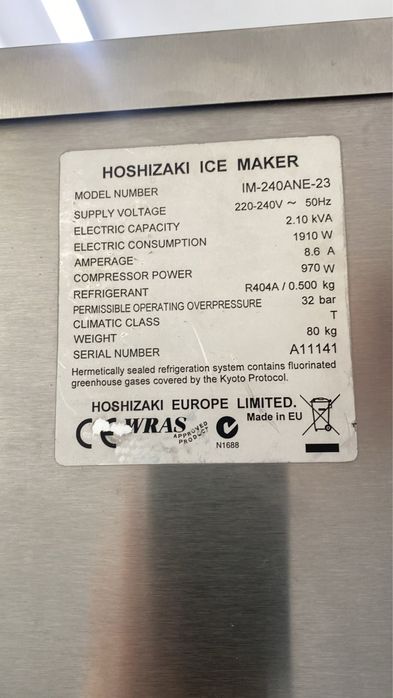 HOSHIZAKI ICE MAKER
MODEL NUMBER IM-240ANE-23
SUPPLY VOLTAGE 220-240V ~ 50Hz
ELECTRIC CAPACITY 2.10 kVA
ELECTRIC CONSUMPTION 1910 W
AMPERAGE 8.6 A
COMPRESSOR POWER 970 W
REFRIGERANT R404A / 0.500 kg
PERMISSIBLE OPERATING OVERPRESSURE 32 bar
CLIMATIC CLASS T
WEIGHT 80 kg
SERIAL NUMBER A11141
Hermetically sealed refrigeration system contains fluorinated
greenhouse gases covered by the Kyoto Protocol.
HOSHIZAKI EUROPE LIMITED.
Made in EU
CE WRAS APPROVED PRODUCT
N1688